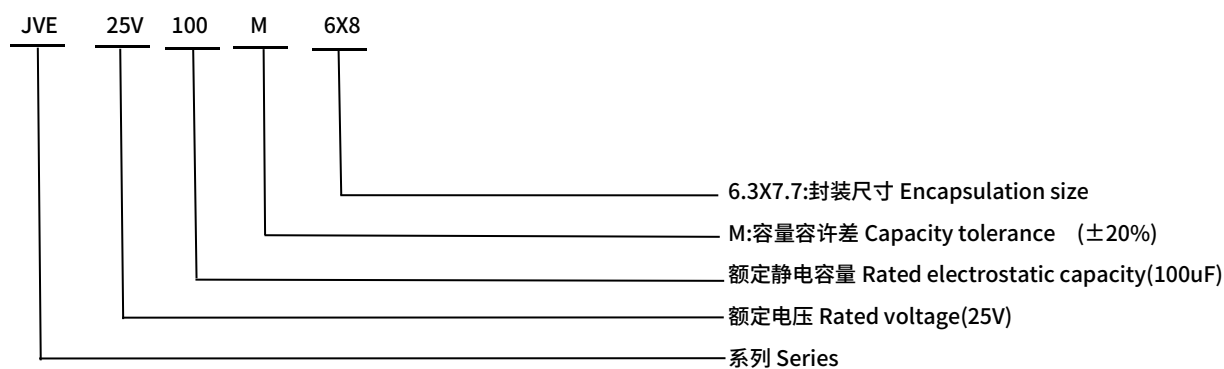 JVE 25V 100 M 6X8
6.3X7.7:封装尺寸 Encapsulation size
M:容量容许差 Capacity tolerance (±20%)
额定静电容量 Rated electrostatic capacity(100uF)
额定电压 Rated voltage(25V)
系列 Series